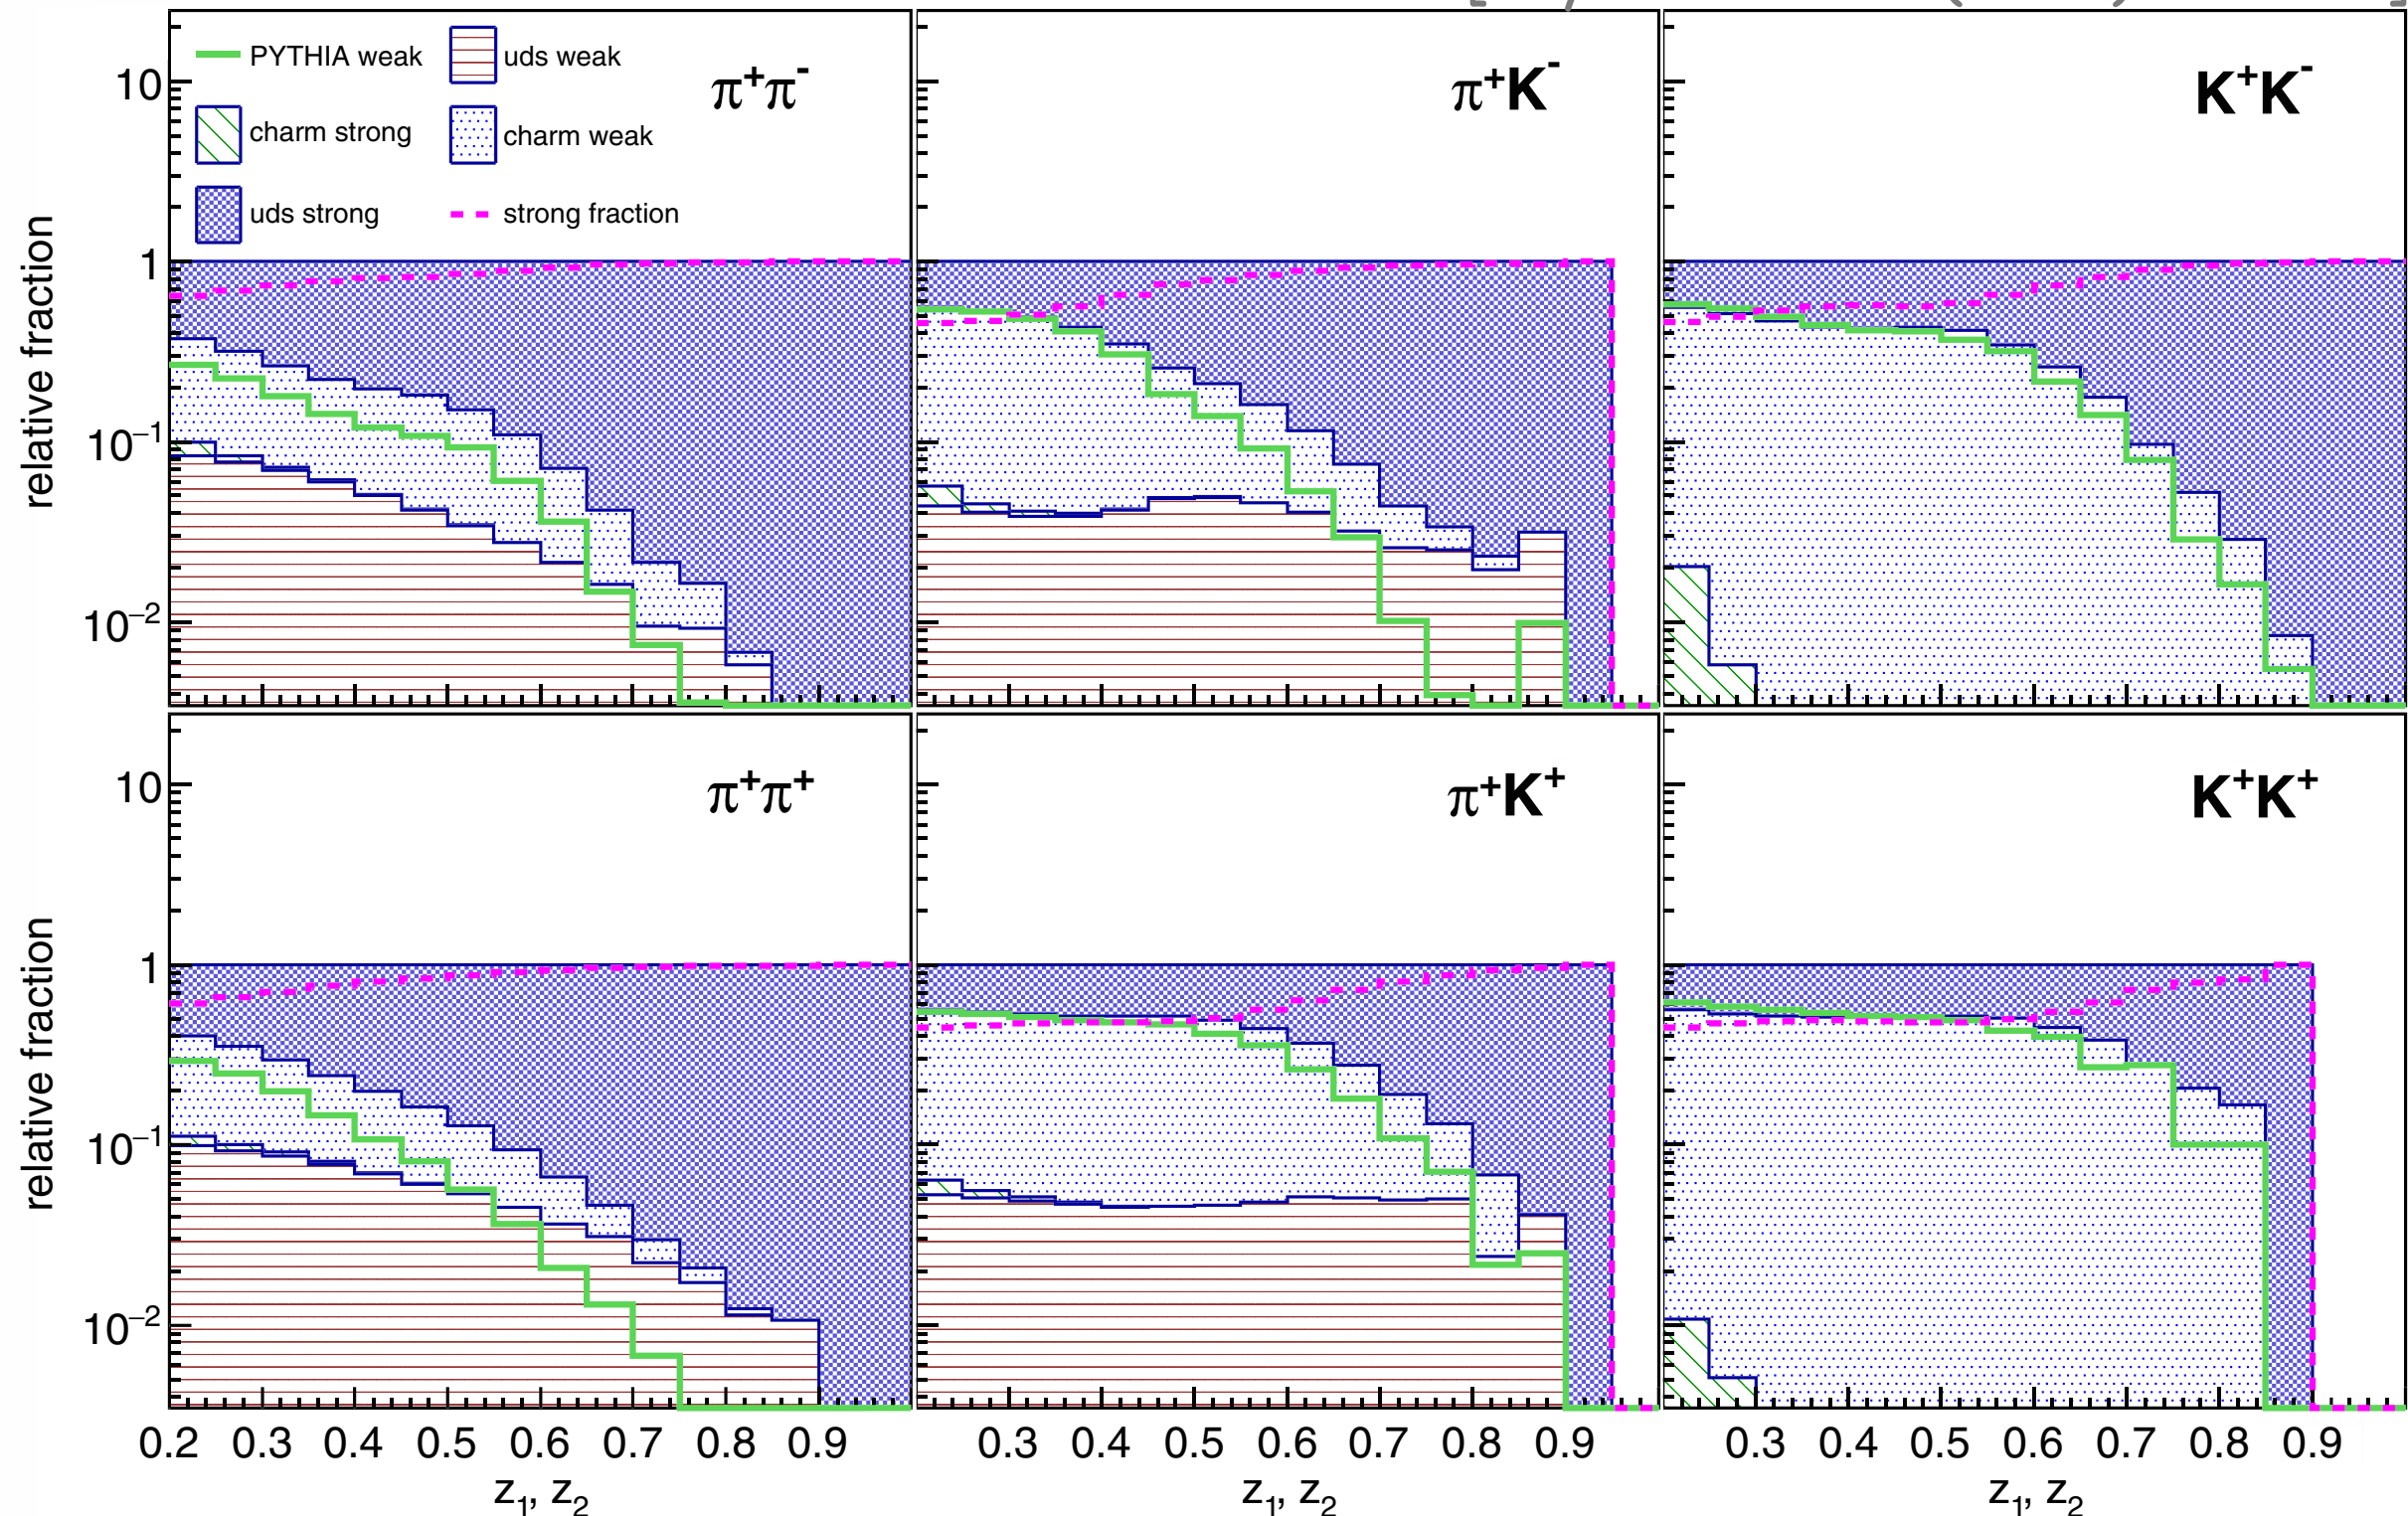 PYTHIA weak
uds weak
charm strong
charm weak
uds strong
strong fraction
π⁺π⁻
π⁺K⁻
K⁺K⁻
relative fraction
10
1
10⁻¹
10⁻²
π⁺π⁺
π⁺K⁺
K⁺K⁺
relative fraction
10
1
10⁻¹
10⁻²
0.2 0.3 0.4 0.5 0.6 0.7 0.8 0.9
0.3 0.4 0.5 0.6 0.7 0.8 0.9
0.3 0.4 0.5 0.6 0.7 0.8 0.9
z₁, z₂
z₁, z₂
z₁, z₂